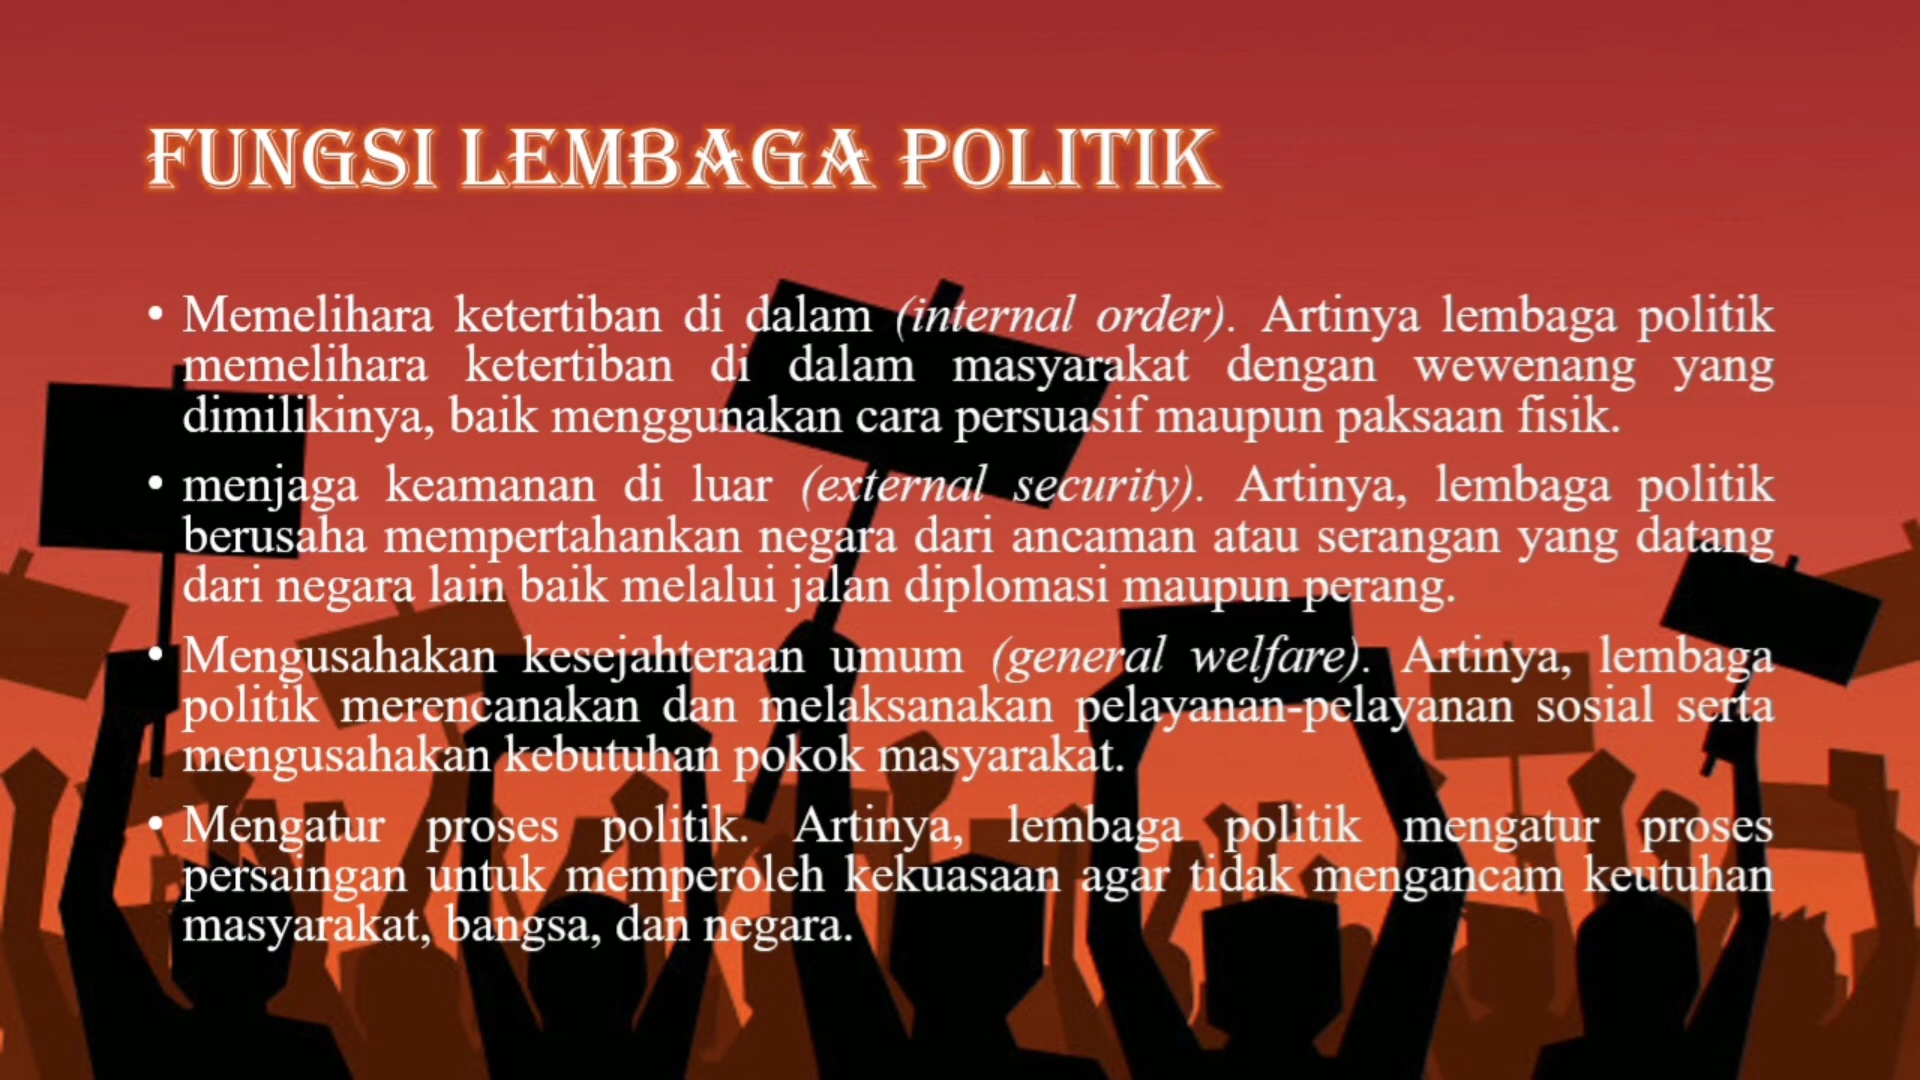 FUNGSI LEMBAGA POLITIK
• Memelihara ketertiban di dalam (internal order). Artinya lembaga politik
memelihara ketertiban di dalam masyarakat dengan wewenang yang
dimilikinya, baik menggunakan cara persuasif maupun paksaan fisik.
• menjaga keamanan di luar (external security). Artinya, lembaga politik
berusaha mempertahankan negara dari ancaman atau serangan yang datang
dari negara lain baik melalui jalan diplomasi maupun perang.
• Mengusahakan kesejahteraan umum (general welfare). Artinya, lembaga
politik merencanakan dan melaksanakan pelayanan-pelayanan sosial serta
mengusahakan kebutuhan pokok masyarakat.
• Mengatur proses politik. Artinya, lembaga politik mengatur proses
persaingan untuk memperoleh kekuasaan agar tidak mengancam keutuhan
masyarakat, bangsa, dan negara.